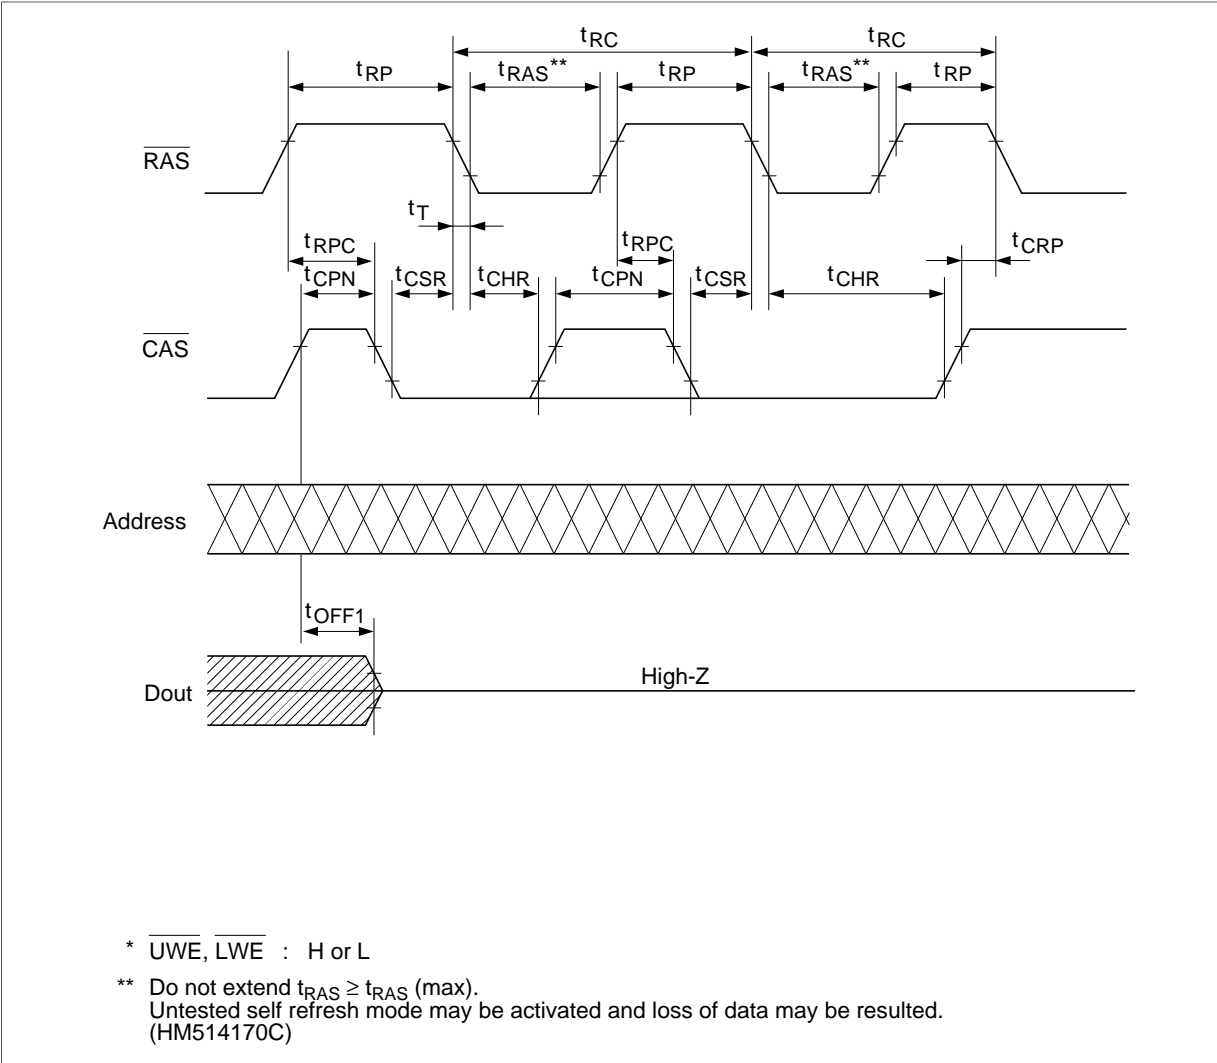 tRC tRC
tRP tRAS** tRP tRAS** tRP
RAS
tT
tRPC tRPC tCRP
tCPN tCSR tCHR tCPN tCSR tCHR
CAS
Address
tOFF1
High-Z
Dout
* UWE, LWE : H or L
** Do not extend tRAS ≥ tRAS (max).
Untested self refresh mode may be activated and loss of data may be resulted.
(HM514170C)